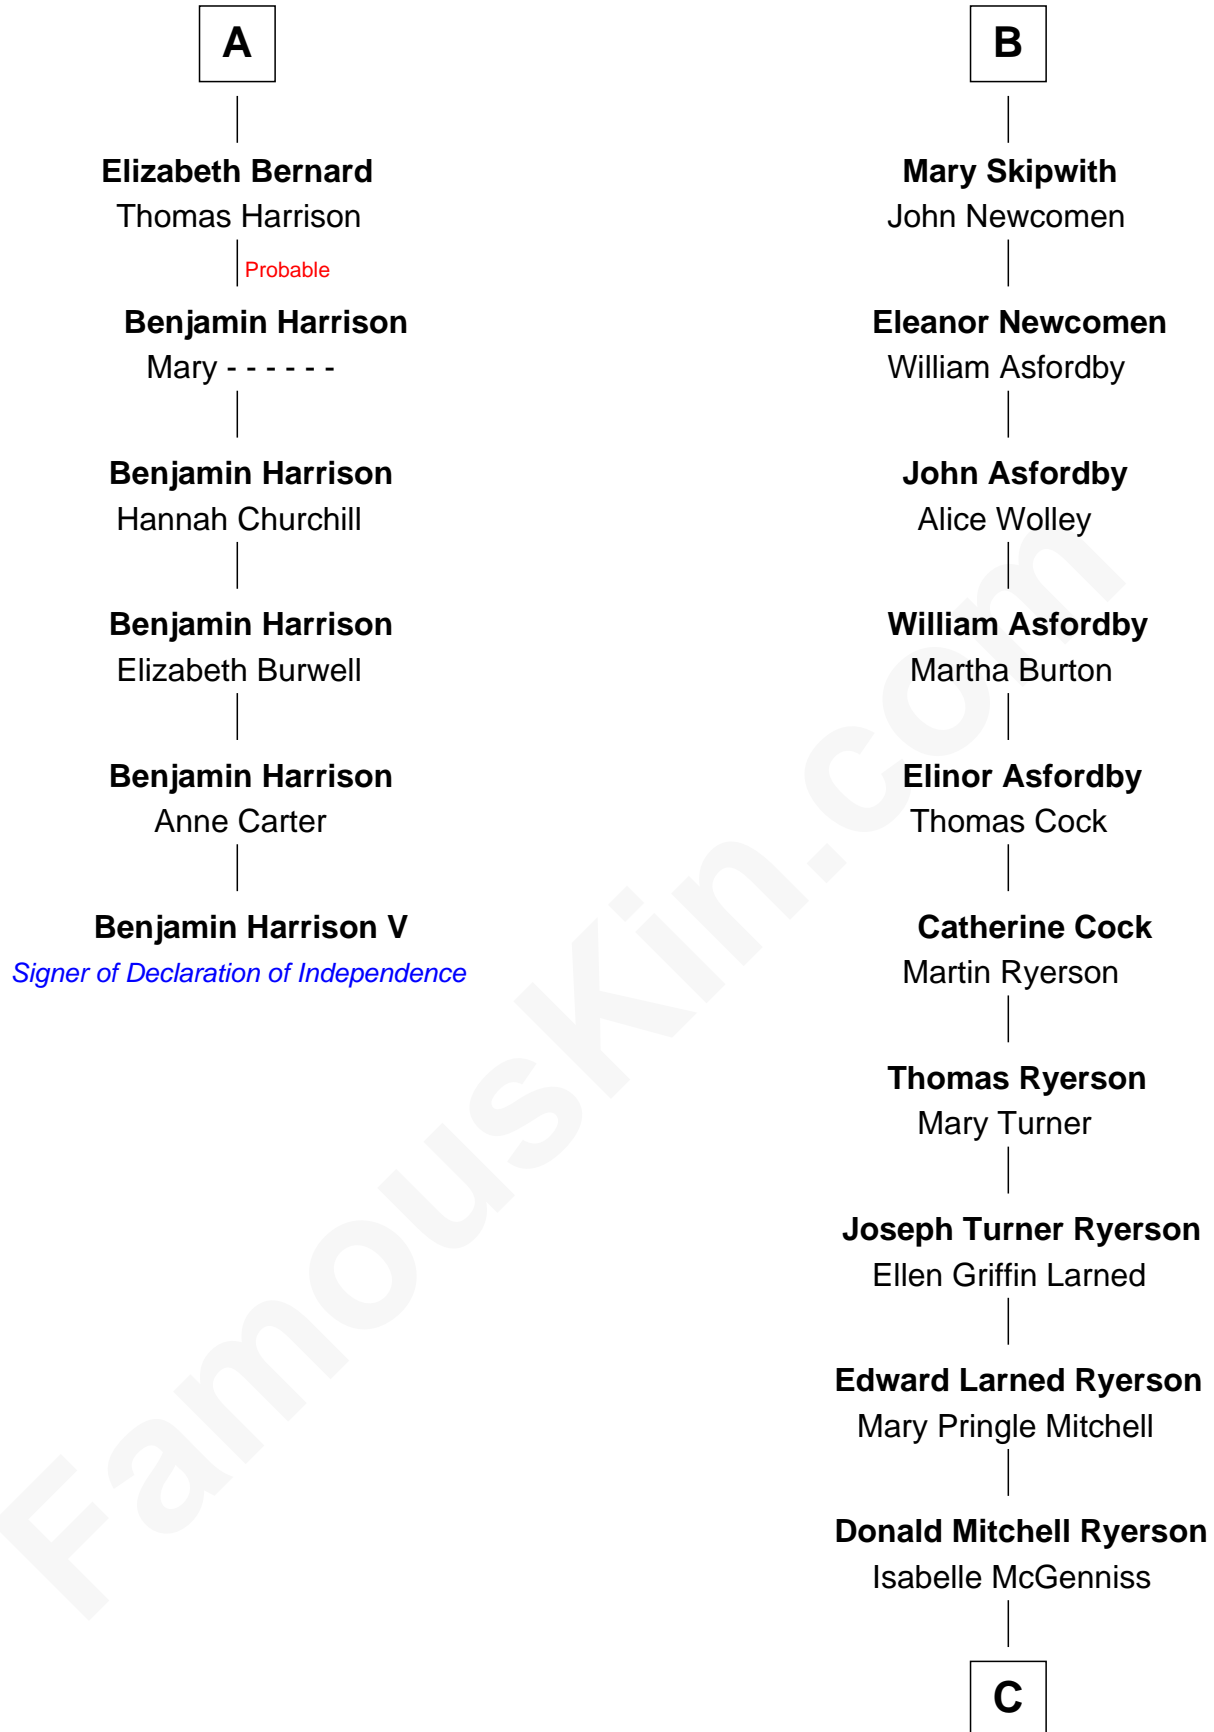 A
Elizabeth Bernard
Thomas Harrison
Probable
Benjamin Harrison
Mary - - - - - -
Benjamin Harrison
Hannah Churchill
Benjamin Harrison
Elizabeth Burwell
Benjamin Harrison
Anne Carter
Benjamin Harrison V
Signer of Declaration of Independence
B
Mary Skipwith
John Newcomen
Eleanor Newcomen
William Asfordby
John Asfordby
Alice Wolley
William Asfordby
Martha Burton
Elinor Asfordby
Thomas Cock
Catherine Cock
Martin Ryerson
Thomas Ryerson
Mary Turner
Joseph Turner Ryerson
Ellen Griffin Larned
Edward Larned Ryerson
Mary Pringle Mitchell
Donald Mitchell Ryerson
Isabelle McGenniss
C
FamousKin.com